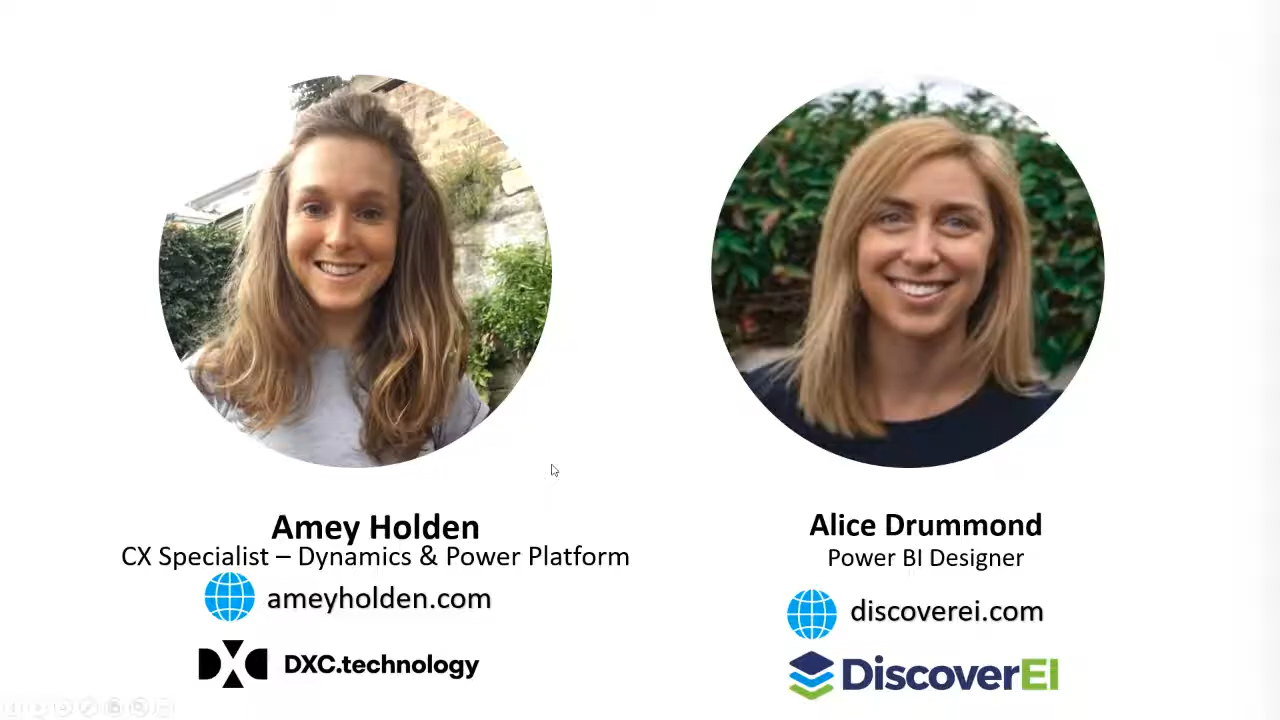 Amey Holden
CX Specialist – Dynamics & Power Platform
ameyholden.com
DXC.technology
Alice Drummond
Power BI Designer
discoverei.com
DiscoverEI